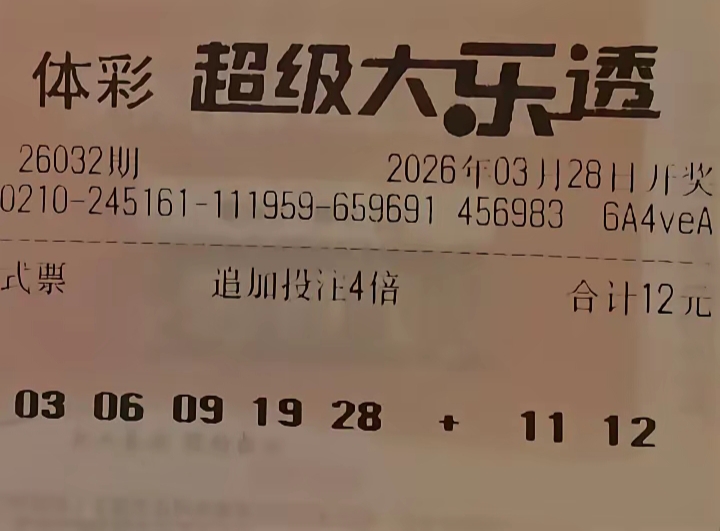 体彩 超级大乐透
26032期 2026年03月28日开奖
0210-245161-111959-659691 456983 6A4veA
式票 追加投注4倍 合计12元
03 06 09 19 28 + 11 12